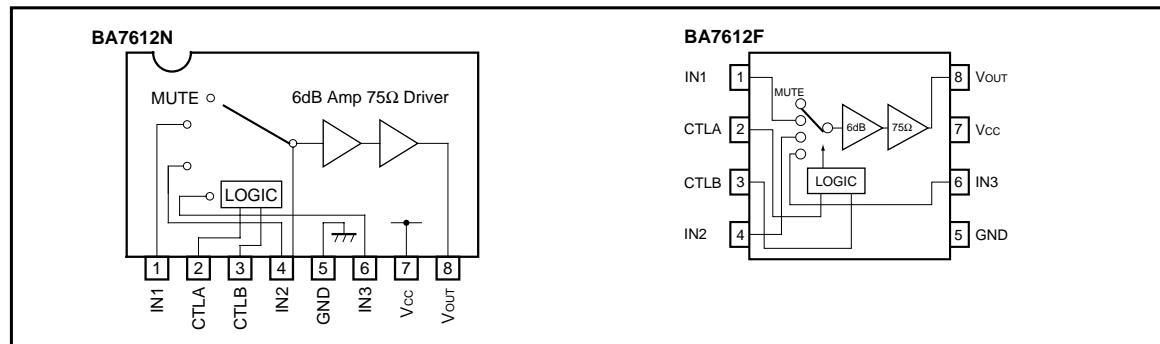 BA7612N
MUTE
6dB Amp 75Ω Driver
LOGIC
1 2 3 4 5 6 7 8
IN1 CTLA CTLB IN2 GND IN3 Vcc VOUT
BA7612F
IN1 1
CTLA 2
CTLB 3
IN2 4
MUTE
6dB 75Ω
LOGIC
8 VOUT
7 Vcc
6 IN3
5 GND